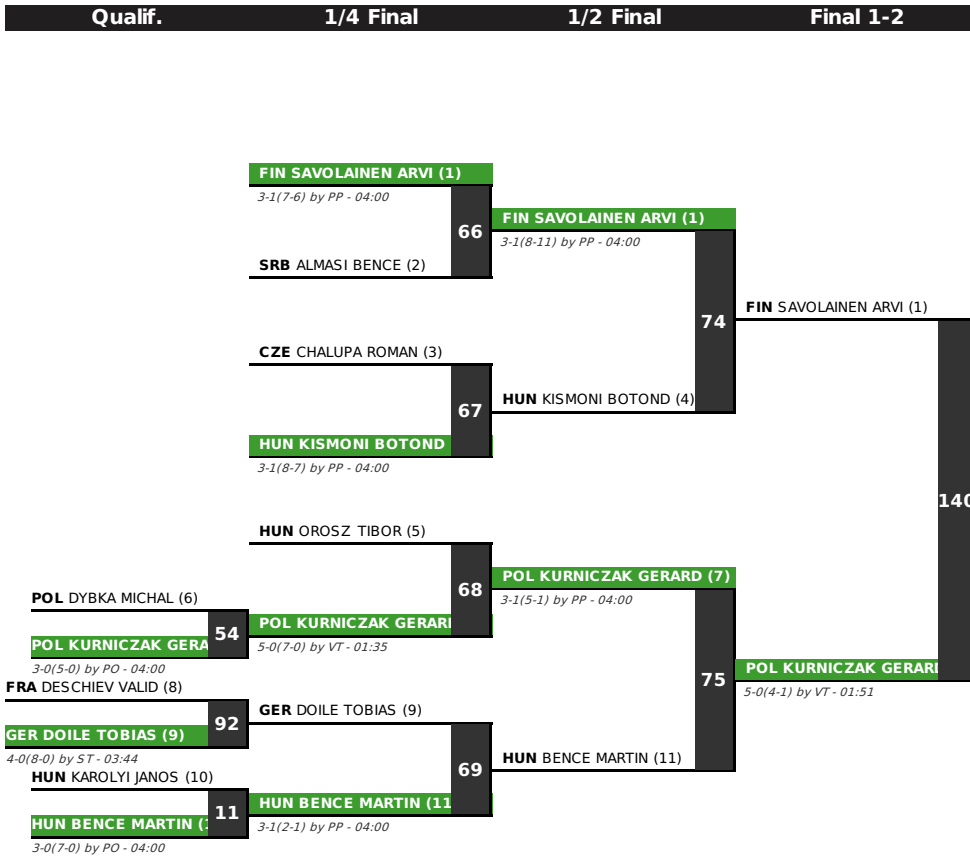 Qualif. 1/4 Final 1/2 Final Final 1-2
FIN SAVOLAINEN ARVI (1)
3-1(7-6) by PP - 04:00
66
SRB ALMASI BENCE (2)
FIN SAVOLAINEN ARVI (1)
3-1(8-11) by PP - 04:00
74
CZE CHALUPA ROMAN (3)
67
HUN KISMONI BOTOND
3-1(8-7) by PP - 04:00
HUN KISMONI BOTOND (4)
FIN SAVOLAINEN ARVI (1)
140
HUN OROSZ TIBOR (5)
68
POL DYBKA MICHAL (6)
54
POL KURNICZAK GERA
3-0(5-0) by PO - 04:00
POL KURNICZAK GERARD
5-0(7-0) by VT - 01:35
POL KURNICZAK GERARD (7)
3-1(5-1) by PP - 04:00
75
POL KURNICZAK GERARD
5-0(4-1) by VT - 01:51
FRA DESCHIEV VALID (8)
92
GER DOILE TOBIAS (9)
4-0(8-0) by ST - 03:44
GER DOILE TOBIAS (9)
69
HUN BENCE MARTIN (11)
HUN KAROLYI JANOS (10)
11
HUN BENCE MARTIN (1
3-0(7-0) by PO - 04:00
HUN BENCE MARTIN (11
3-1(2-1) by PP - 04:00